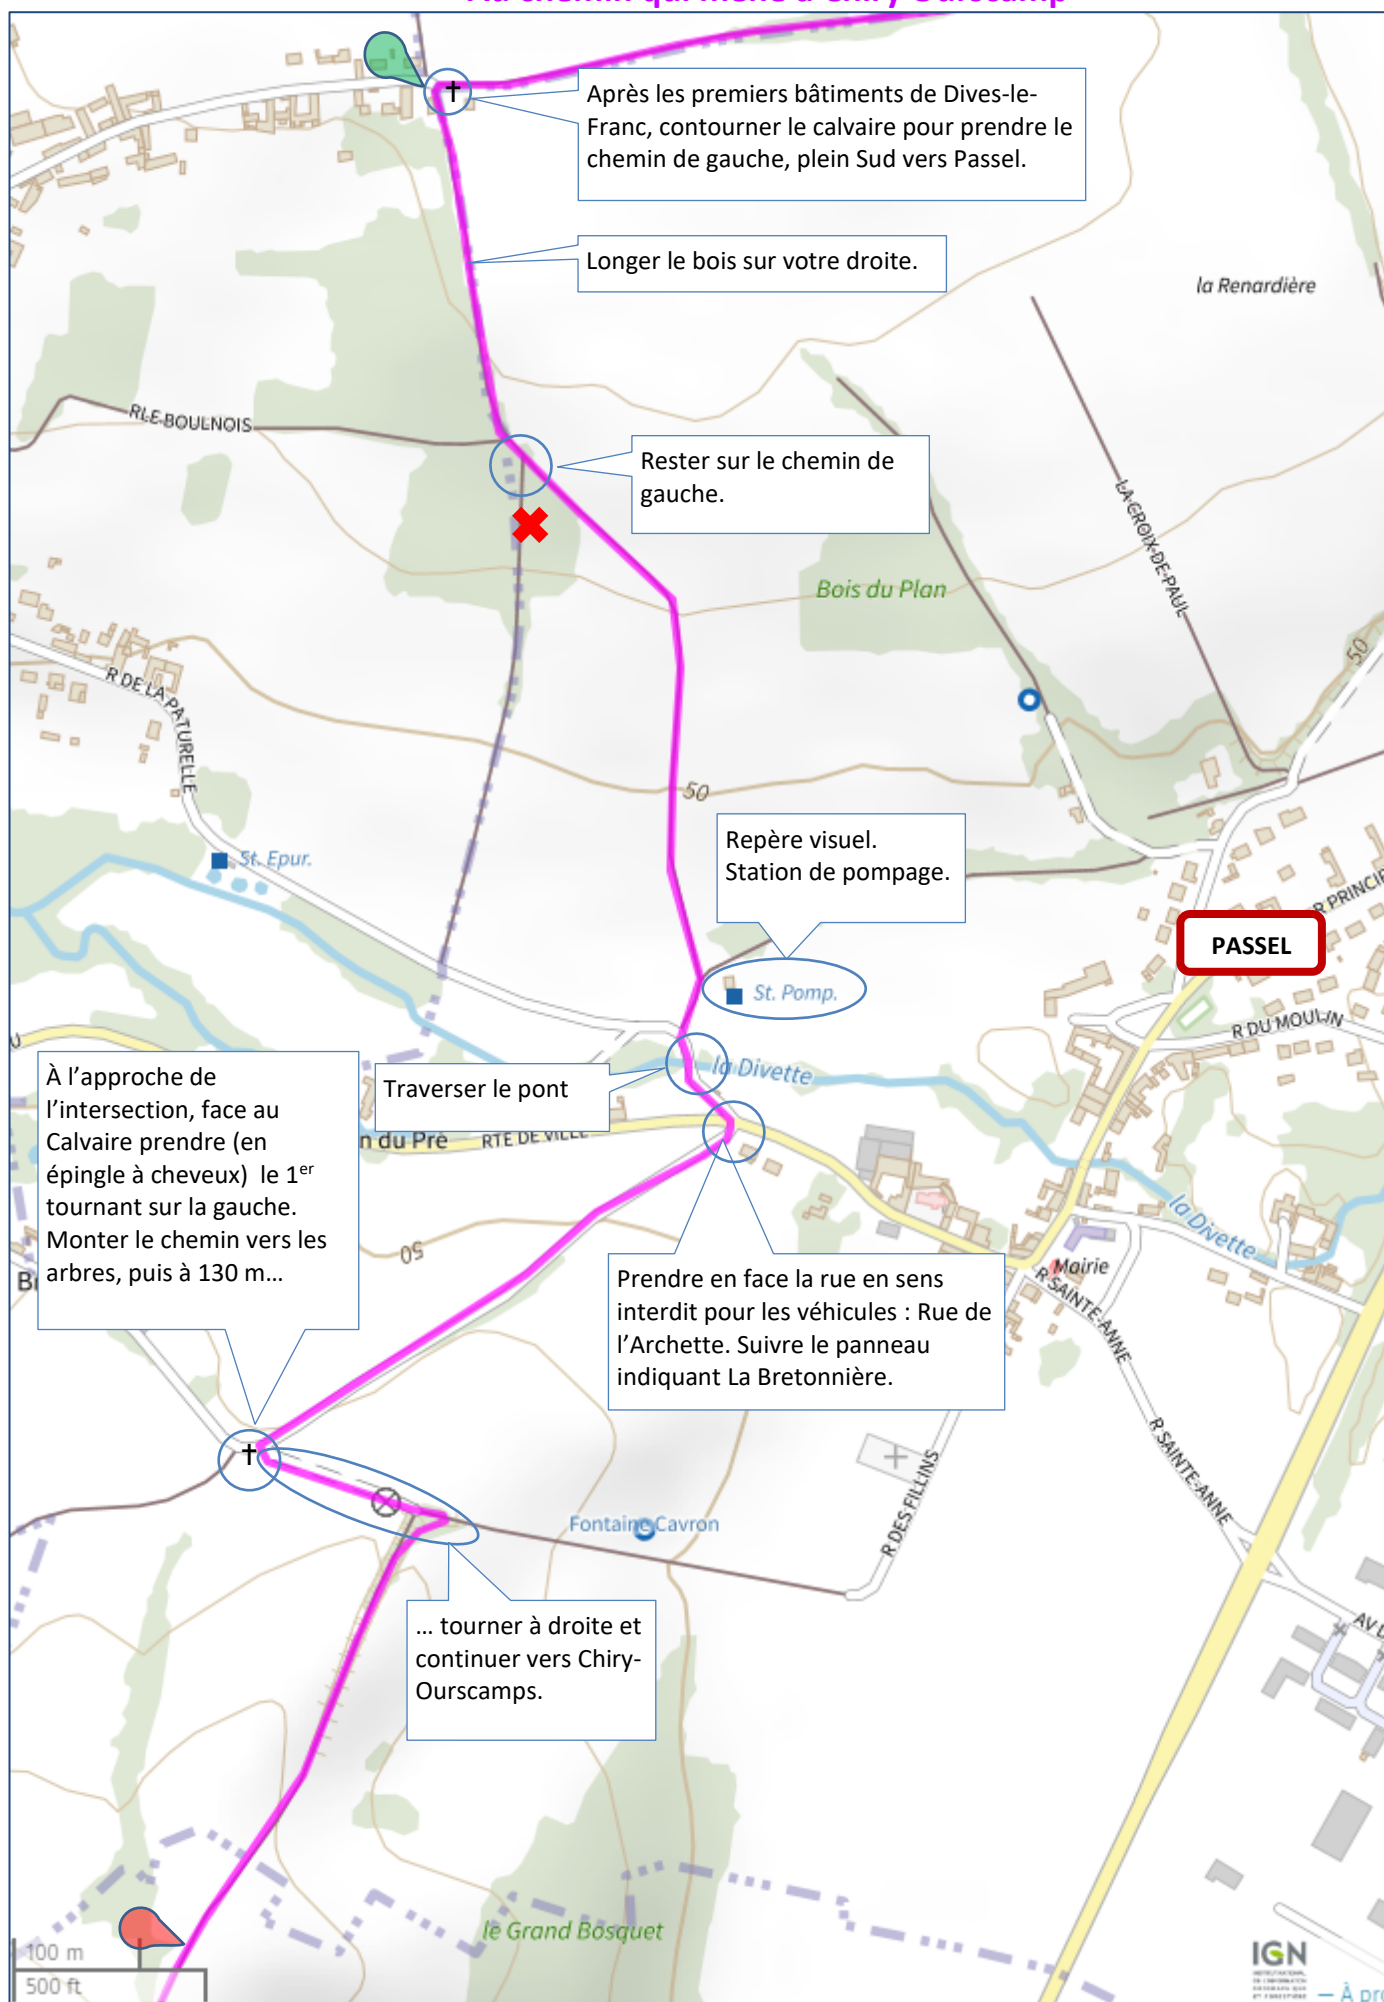 Après les premiers bâtiments de Dives-le-
Franc, contourner le calvaire pour prendre le
chemin de gauche, plein Sud vers Passel.
Longer le bois sur votre droite.
la Renardière
RLE BOULNOIS
Rester sur le chemin de
gauche.
LA CROIX-DE-PAUL
Bois du Plan
50
R DE LA PATURELLE
50
Repère visuel.
Station de pompage.
St. Epur.
R PRINCIP
PASSEL
St. Pomp.
R DU MOULIN
À l’approche de
l’intersection, face au
Calvaire prendre (en
épingle à cheveux) le 1er
tournant sur la gauche.
Monter le chemin vers les
arbres, puis à 130 m…
Traverser le pont
la Divette
n du Pré
RTE DE VILLE
la Divette
50
Mairie
Prendre en face la rue en sens
interdit pour les véhicules : Rue de
l’Archette. Suivre le panneau
indiquant La Bretonnière.
R SAINTE-ANNE
R SAINTE-ANNE
R DES FILLINS
Fontaine Cavron
… tourner à droite et
continuer vers Chiry-
Ourscamps.
le Grand Bosquet
100 m
500 ft
IGN
— À pro